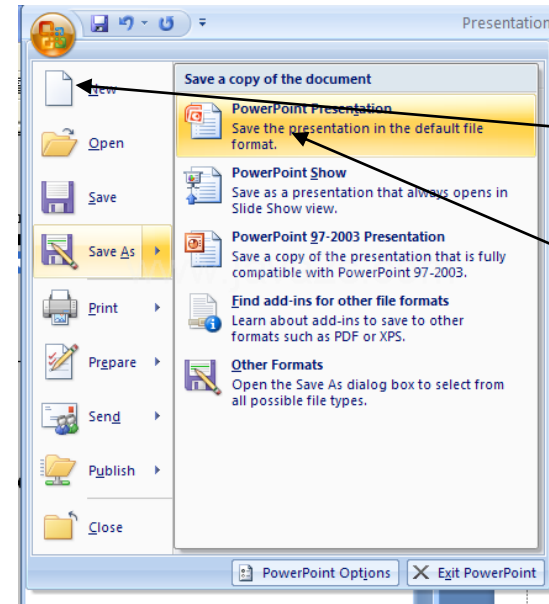 Presentation
New
Open
Save
Save As
Print
Prepare
Send
Publish
Close
Save a copy of the document
PowerPoint Presentation
Save the presentation in the default file
format.
PowerPoint Show
Save as a presentation that always opens in
Slide Show view.
PowerPoint 97-2003 Presentation
Save a copy of the presentation that is fully
compatible with PowerPoint 97-2003.
Find add-ins for other file formats
Learn about add-ins to save to other
formats such as PDF or XPS.
Other Formats
Open the Save As dialog box to select from
all possible file types.
PowerPoint Options
Exit PowerPoint